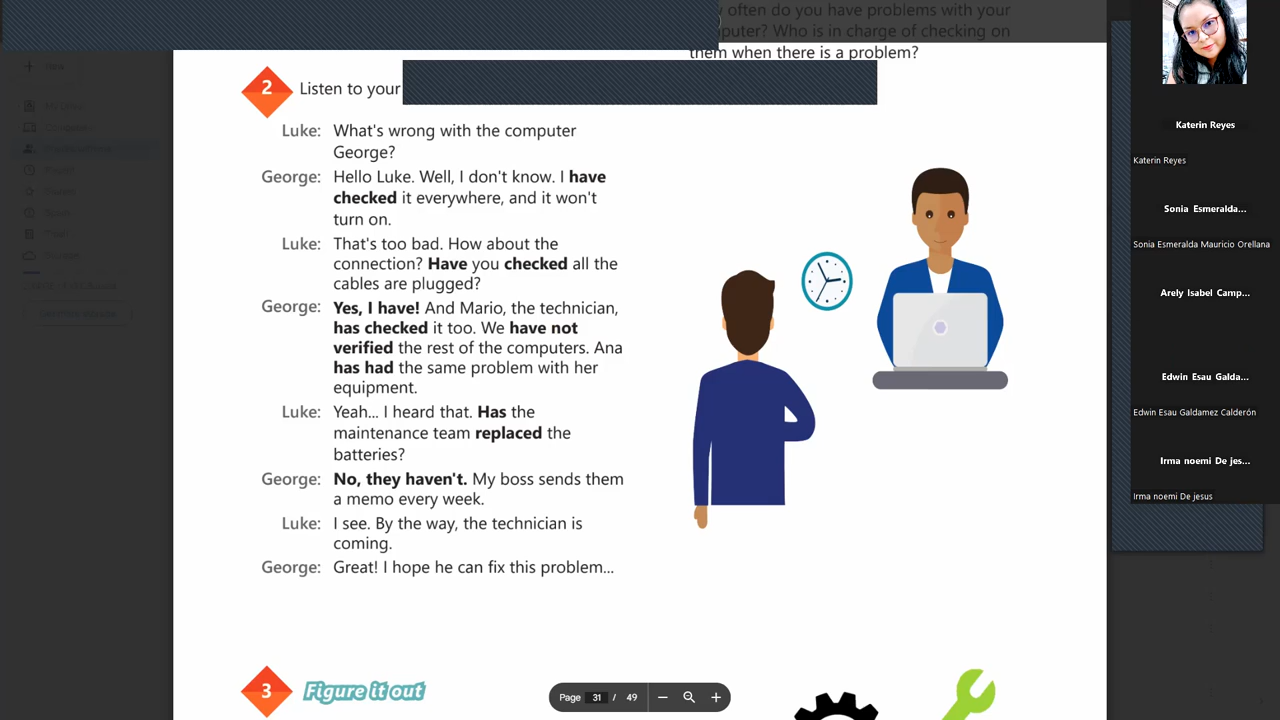 often do you have problems with your
puter? Who is in charge of checking on
them when there is a problem?
2 Listen to your
Luke: What's wrong with the computer
George?
George: Hello Luke. Well, I don't know. I have
checked it everywhere, and it won't
turn on.
Luke: That's too bad. How about the
connection? Have you checked all the
cables are plugged?
George: Yes, I have! And Mario, the technician,
has checked it too. We have not
verified the rest of the computers. Ana
has had the same problem with her
equipment.
Luke: Yeah... I heard that. Has the
maintenance team replaced the
batteries?
George: No, they haven't. My boss sends them
a memo every week.
Luke: I see. By the way, the technician is
coming.
George: Great! I hope he can fix this problem...
3 Figure it out
Page 31 / 49
Katerin Reyes
Katerin Reyes
Sonia Esmeralda...
Sonia Esmeralda Mauricio Orellana
Arely Isabel Camp...
Edwin Esau Galda...
Edwin Esau Galdamez Calderón
Irma noemi De jes...
Irma noemi De jesus